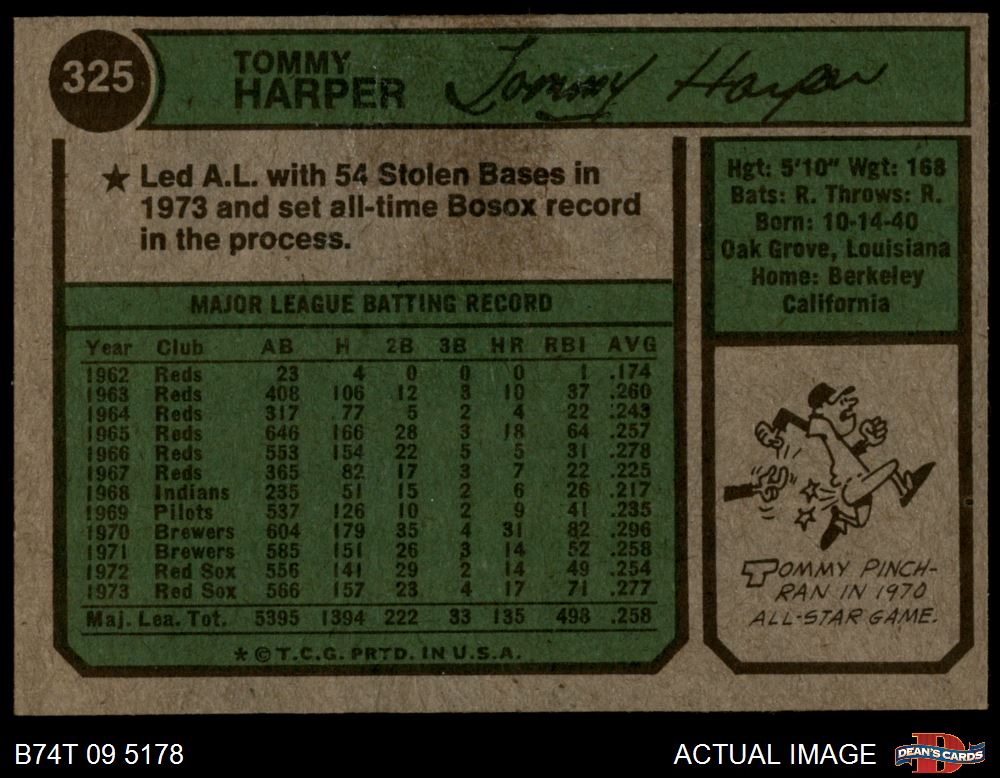 325
TOMMY
HARPER
Tommy Harper
★ Led A.L. with 54 Stolen Bases in
1973 and set all-time Bosox record
in the process.
Hgt: 5'10" Wgt: 168
Bats: R. Throws: R.
Born: 10-14-40
Oak Grove, Louisiana
Home: Berkeley
California
MAJOR LEAGUE BATTING RECORD
Year Club AB H 2B 3B HR RBI AVG
1962 Reds 23 4 0 0 0 1 .174
1963 Reds 408 106 12 3 10 37 .260
1964 Reds 317 77 5 2 4 22 .243
1965 Reds 646 166 28 3 18 64 .257
1966 Reds 553 154 22 5 5 31 .278
1967 Reds 365 82 17 3 7 22 .225
1968 Indians 235 51 15 2 6 26 .217
1969 Pilots 537 126 10 2 9 41 .235
1970 Brewers 604 179 35 4 31 82 .296
1971 Brewers 585 151 26 3 14 52 .258
1972 Red Sox 556 141 29 2 14 49 .254
1973 Red Sox 566 157 23 4 17 71 .277
Maj. Lea. Tot. 5395 1394 222 33 135 498 .258
* © T.C.G. PRTD. IN U.S.A.
TOMMY PINCH-
RAN IN 1970
ALL-STAR GAME.
B74T 09 5178
ACTUAL IMAGE
DEAN'S CARDS